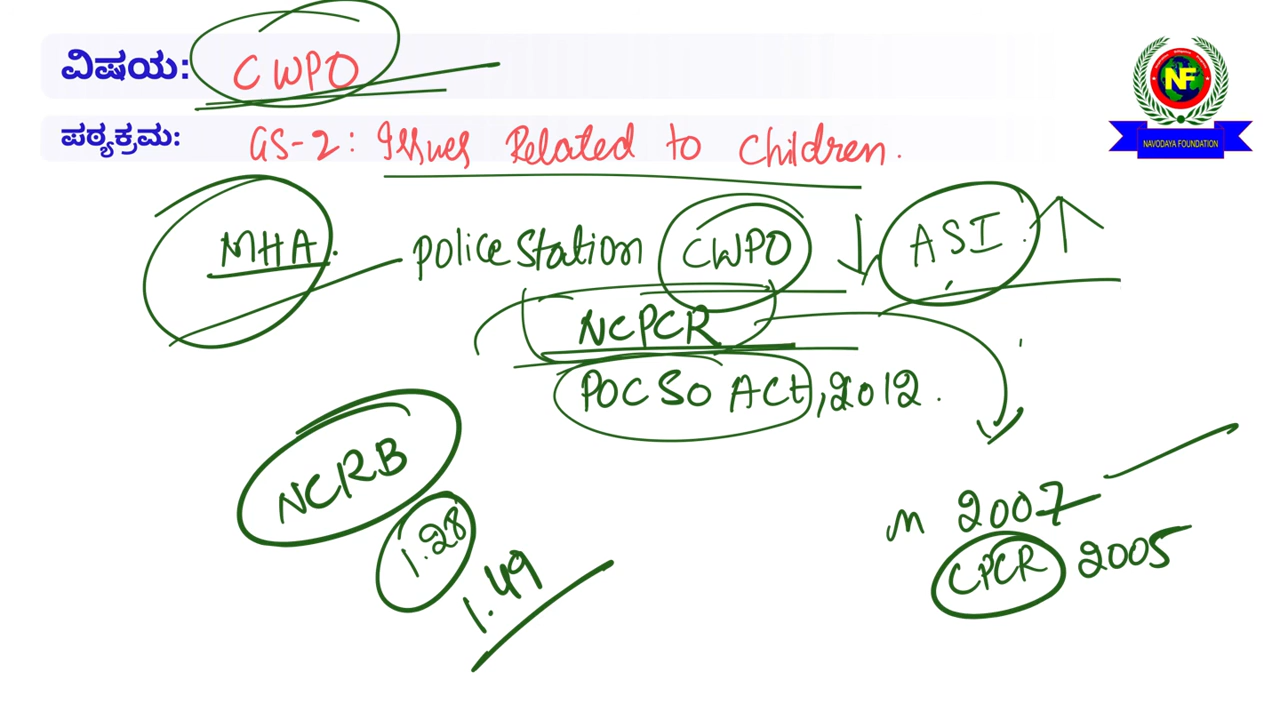 ವಿಷಯ: CWPO
ಪಠ್ಯಕ್ರಮ: GS-2: Issues Related to Children.
NF
NAVODAYA FOUNDATION
MHA. police Station CWPO ASI.
NCPCR
POCSO ACt, 2012.
NCRB
1.28
1.49
m 2007
CPCR 2005